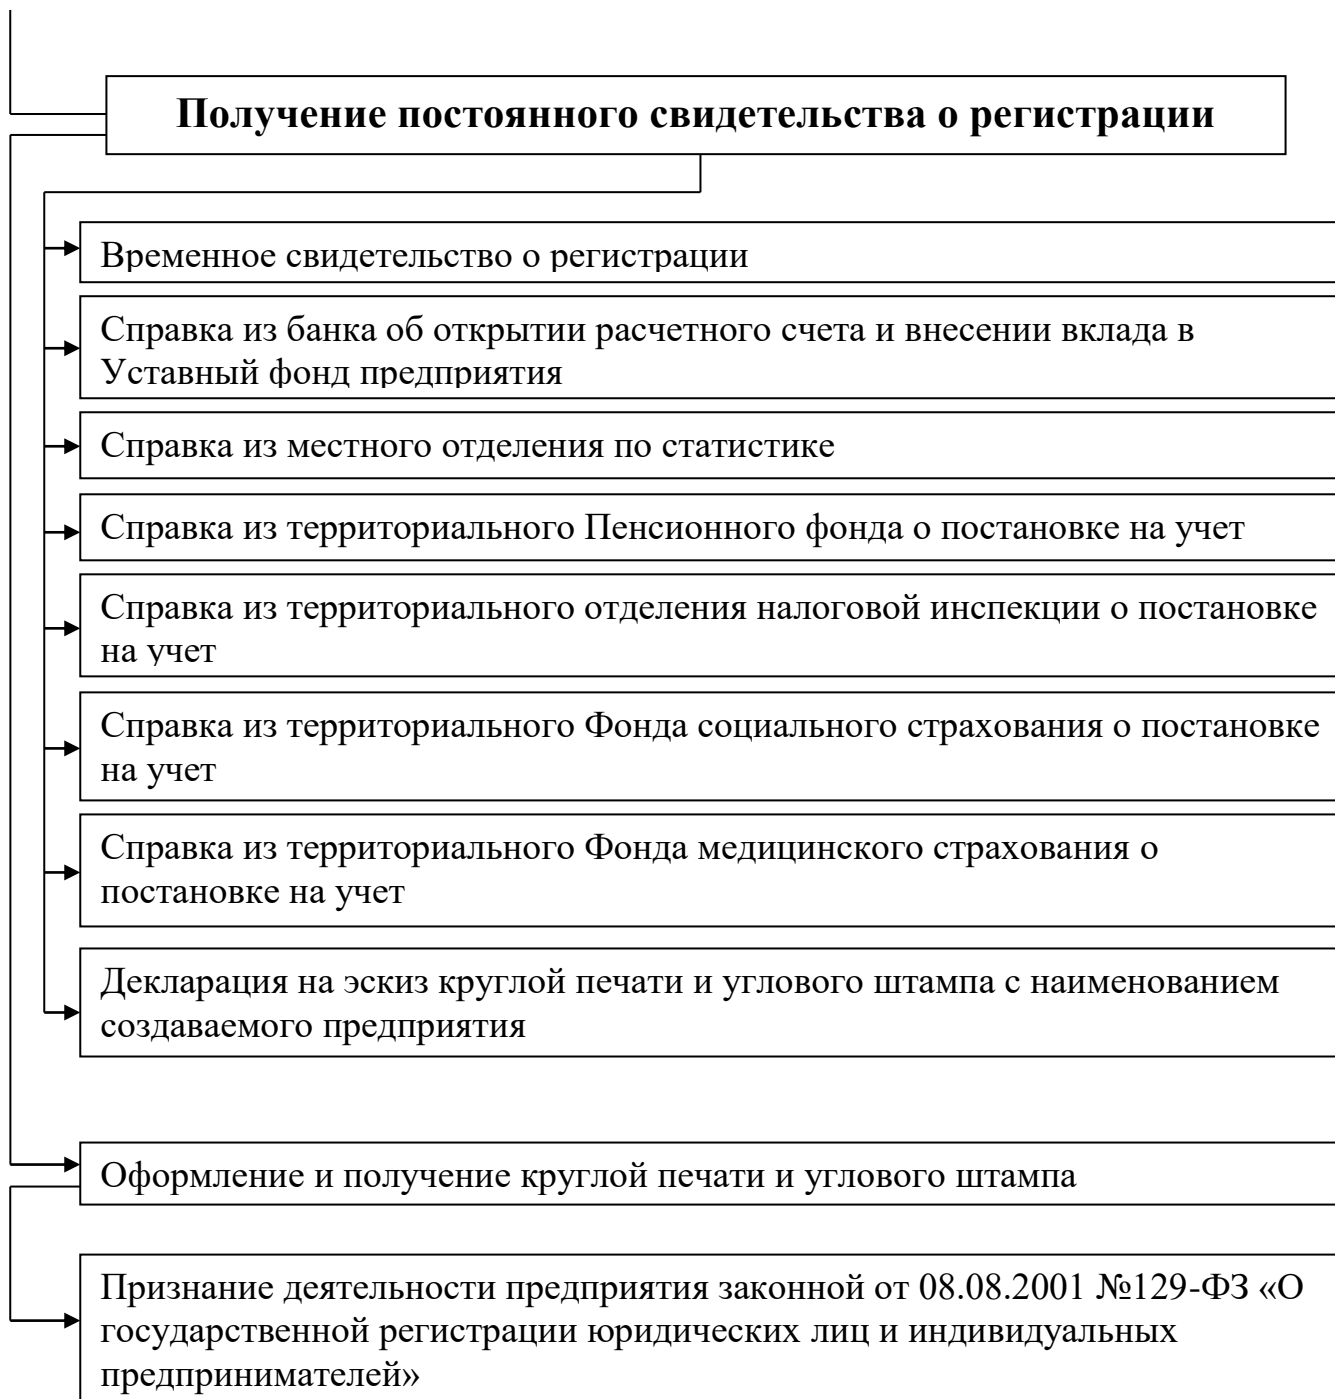 Получение постоянного свидетельства о регистрации
Временное свидетельство о регистрации
Справка из банка об открытии расчетного счета и внесении вклада в
Уставный фонд предприятия
Справка из местного отделения по статистике
Справка из территориального Пенсионного фонда о постановке на учет
Справка из территориального отделения налоговой инспекции о постановке
на учет
Справка из территориального Фонда социального страхования о постановке
на учет
Справка из территориального Фонда медицинского страхования о
постановке на учет
Декларация на эскиз круглой печати и углового штампа с наименованием
создаваемого предприятия
Оформление и получение круглой печати и углового штампа
Признание деятельности предприятия законной от 08.08.2001 №129-ФЗ «О
государственной регистрации юридических лиц и индивидуальных
предпринимателей»